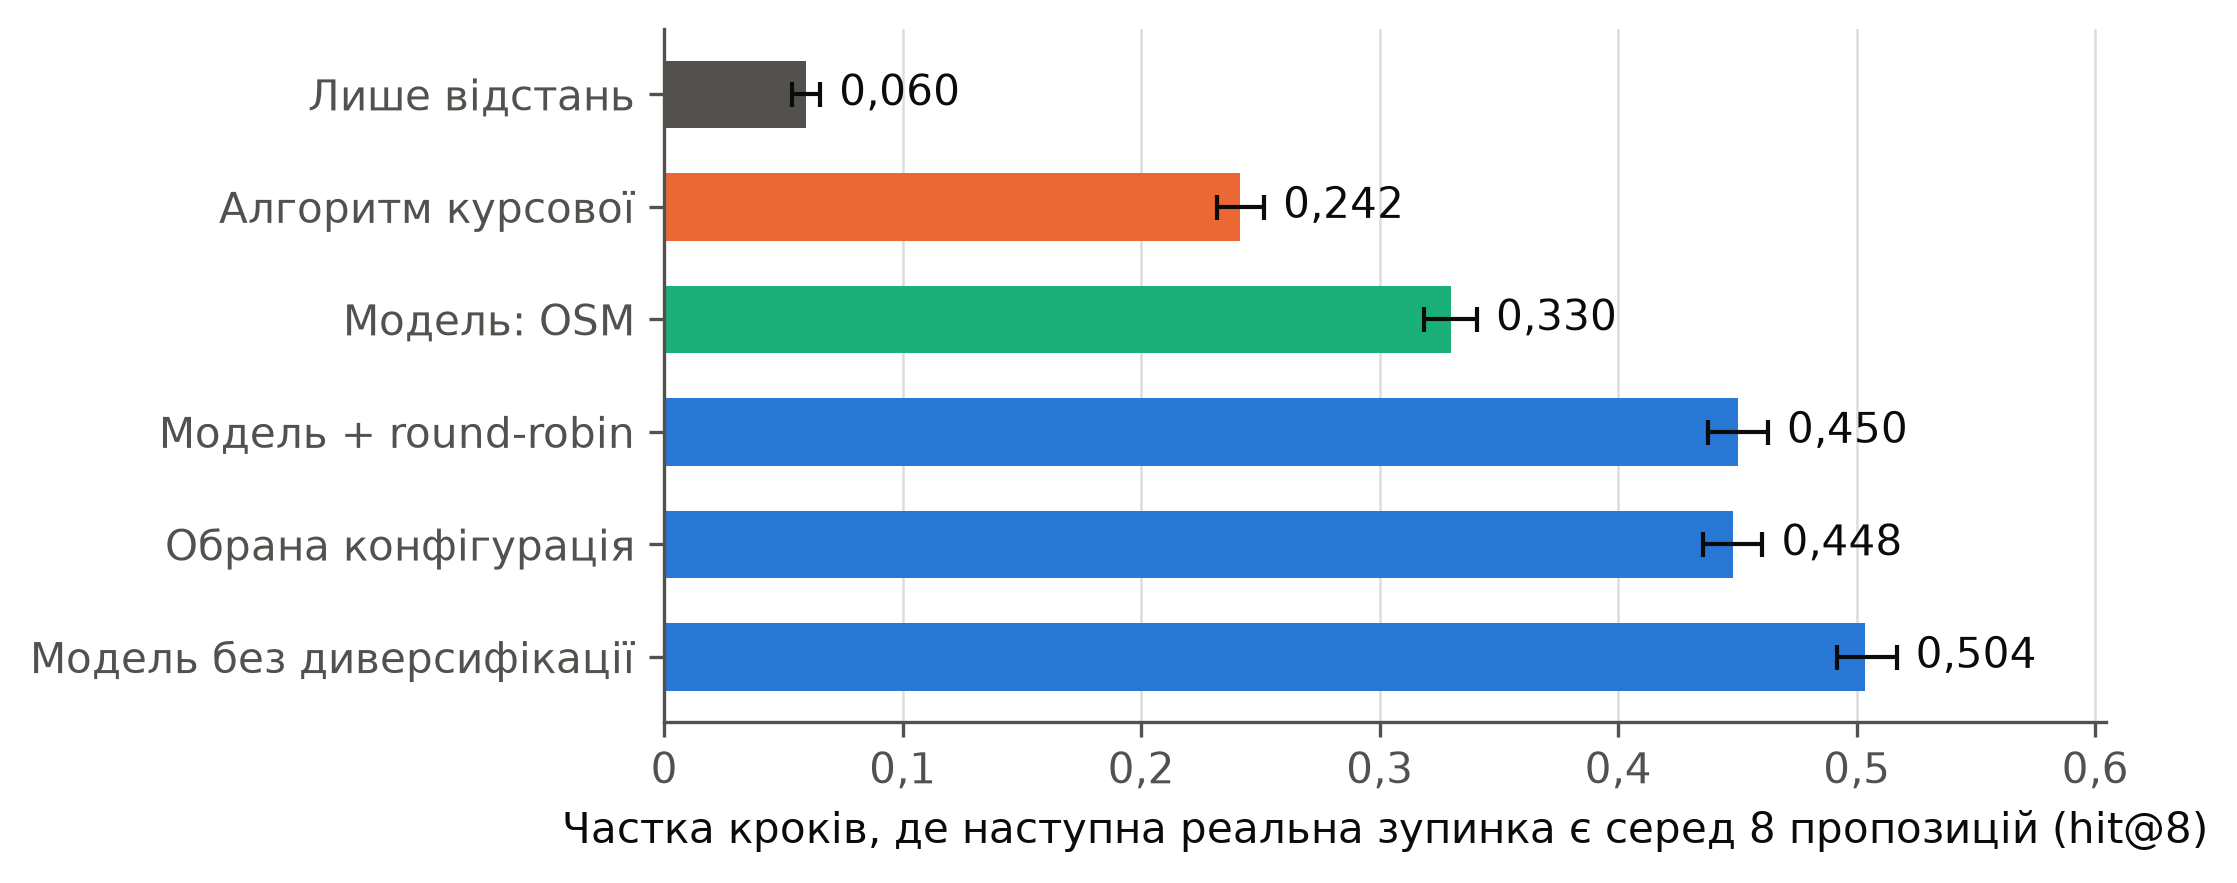 Лише відстань
0,060
Алгоритм курсової
0,242
Модель: OSM
0,330
Модель + round-robin
0,450
Обрана конфігурація
0,448
Модель без диверсифікації
0,504
0 0,1 0,2 0,3 0,4 0,5 0,6
Частка кроків, де наступна реальна зупинка є серед 8 пропозицій (hit@8)